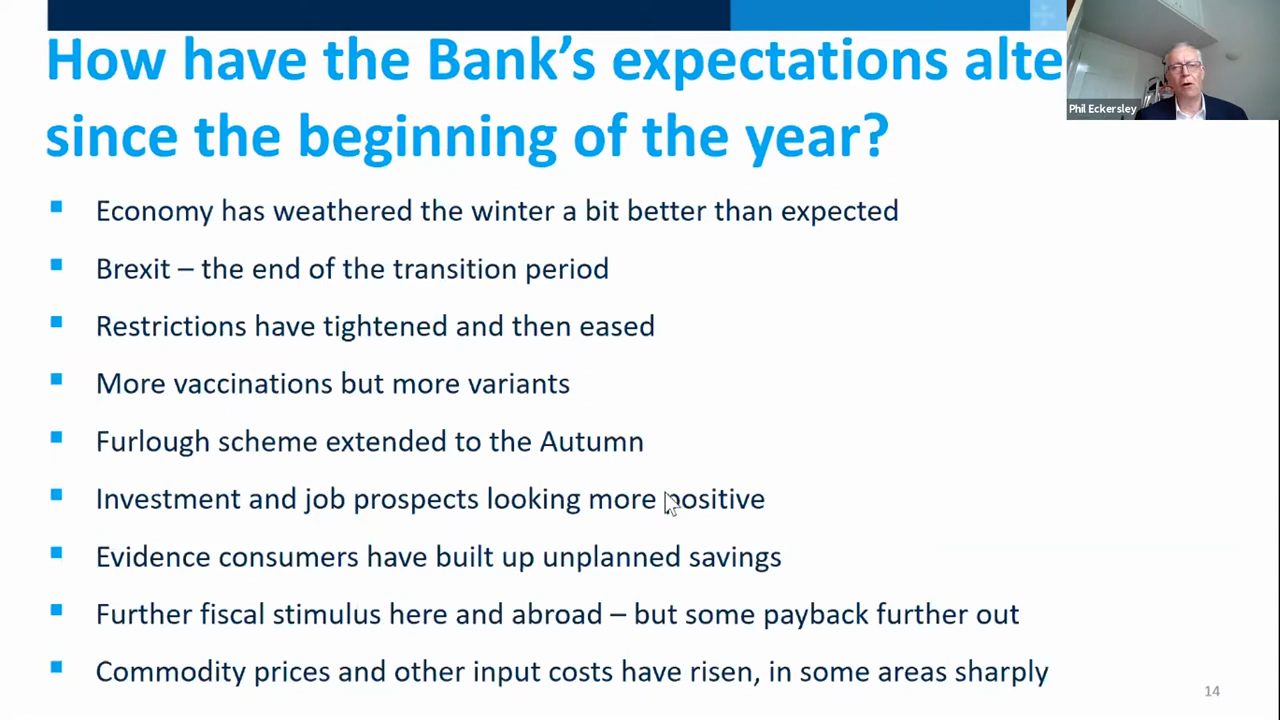 How have the Bank's expectations alte
since the beginning of the year?
Phil Eckersley
Economy has weathered the winter a bit better than expected
Brexit – the end of the transition period
Restrictions have tightened and then eased
More vaccinations but more variants
Furlough scheme extended to the Autumn
Investment and job prospects looking more positive
Evidence consumers have built up unplanned savings
Further fiscal stimulus here and abroad – but some payback further out
Commodity prices and other input costs have risen, in some areas sharply
14